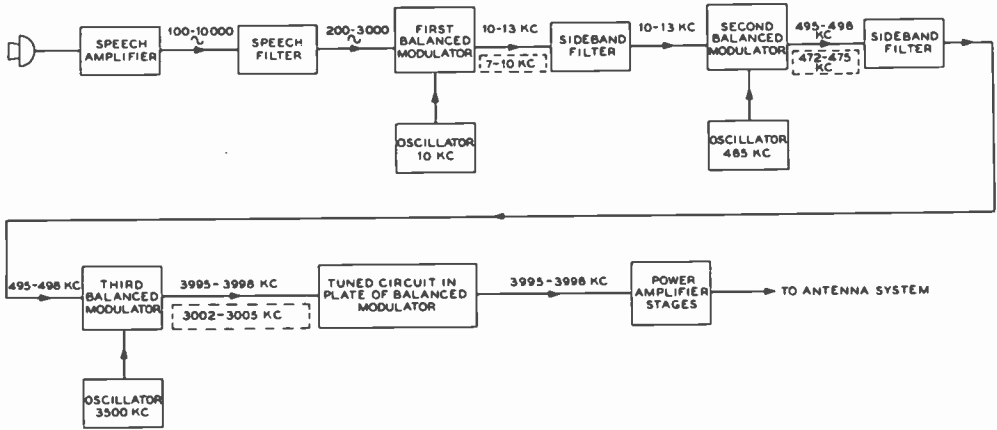 SPEECH
AMPLIFIER
100-10000
~
SPEECH
FILTER
200-3000
~
FIRST
BALANCED
MODULATOR
10-13 KC
7-10 KC
SIDEBAND
FILTER
10-13 KC
SECOND
BALANCED
MODULATOR
495-498
KC
472-475
KC
SIDEBAND
FILTER
OSCILLATOR
10 KC
OSCILLATOR
485 KC
495-498 KC
THIRD
BALANCED
MODULATOR
3995-3998 KC
3002-3005 KC
TUNED CIRCUIT IN
PLATE OF BALANCED
MODULATOR
3995-3998 KC
POWER
AMPLIFIER
STAGES
TO ANTENNA SYSTEM
OSCILLATOR
3500 KC